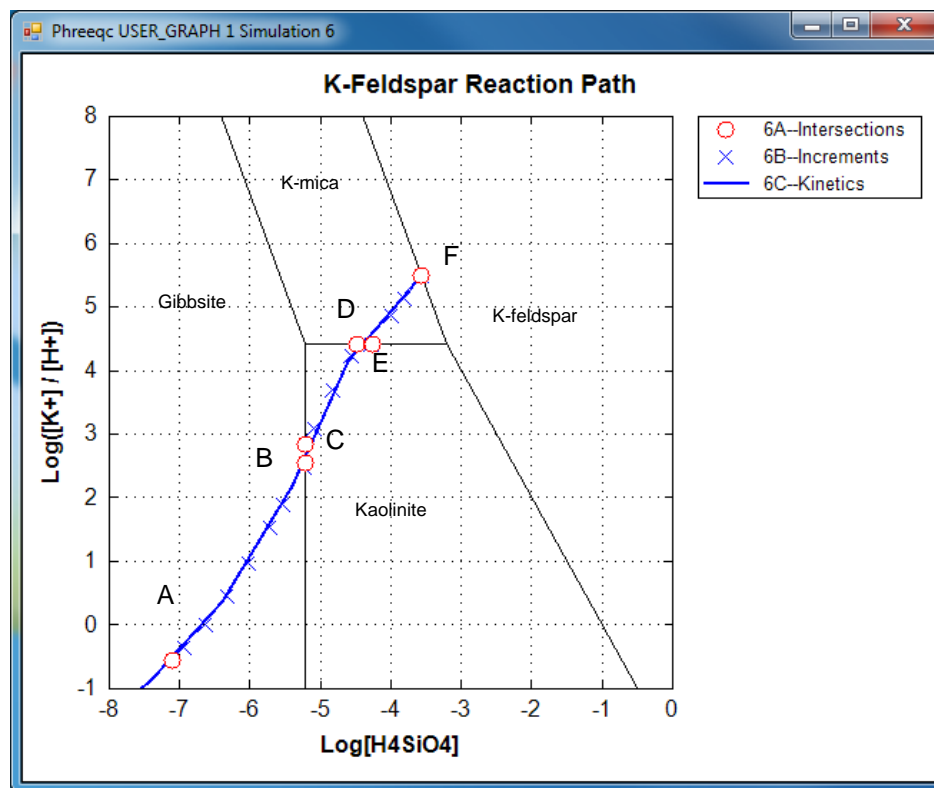 Phreeqc USER_GRAPH 1 Simulation 6
X
K-Feldspar Reaction Path
6A--Intersections
6B--Increments
6C--Kinetics
Log([K+] / [H+])
8
7
6
5
4
3
2
1
0
-1
K-mica
F
Gibbsite
D
K-feldspar
E
C
B
Kaolinite
A
-8 -7 -6 -5 -4 -3 -2 -1 0
Log[H4SiO4]